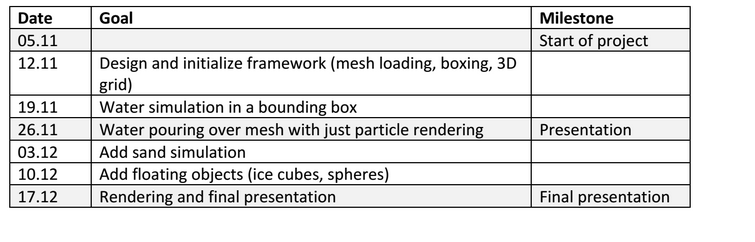 Date Goal Milestone
05.11 Start of project
12.11 Design and initialize framework (mesh loading, boxing, 3D
grid)
19.11 Water simulation in a bounding box
26.11 Water pouring over mesh with just particle rendering Presentation
03.12 Add sand simulation
10.12 Add floating objects (ice cubes, spheres)
17.12 Rendering and final presentation Final presentation